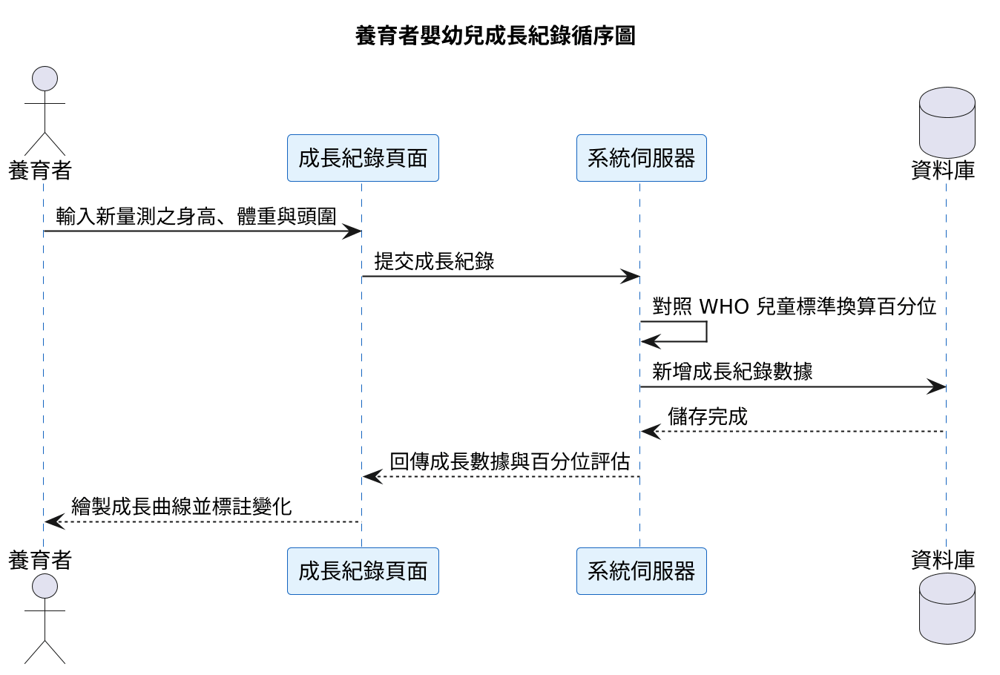 養育者嬰幼兒成長紀錄循序圖
養育者
成長紀錄頁面
系統伺服器
資料庫
輸入新量測之身高、體重與頭圍
提交成長紀錄
對照 WHO 兒童標準換算百分位
新增成長紀錄數據
儲存完成
回傳成長數據與百分位評估
繪製成長曲線並標註變化
養育者
成長紀錄頁面
系統伺服器
資料庫